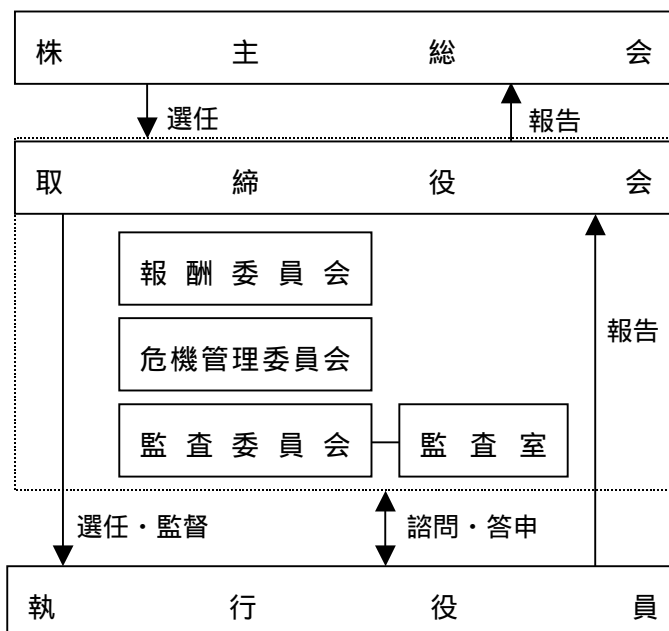 株主総会
選任
報告
取締役会
報酬委員会
危機管理委員会
報告
監査委員会
監査室
選任・監督
諮問・答申
執行役員